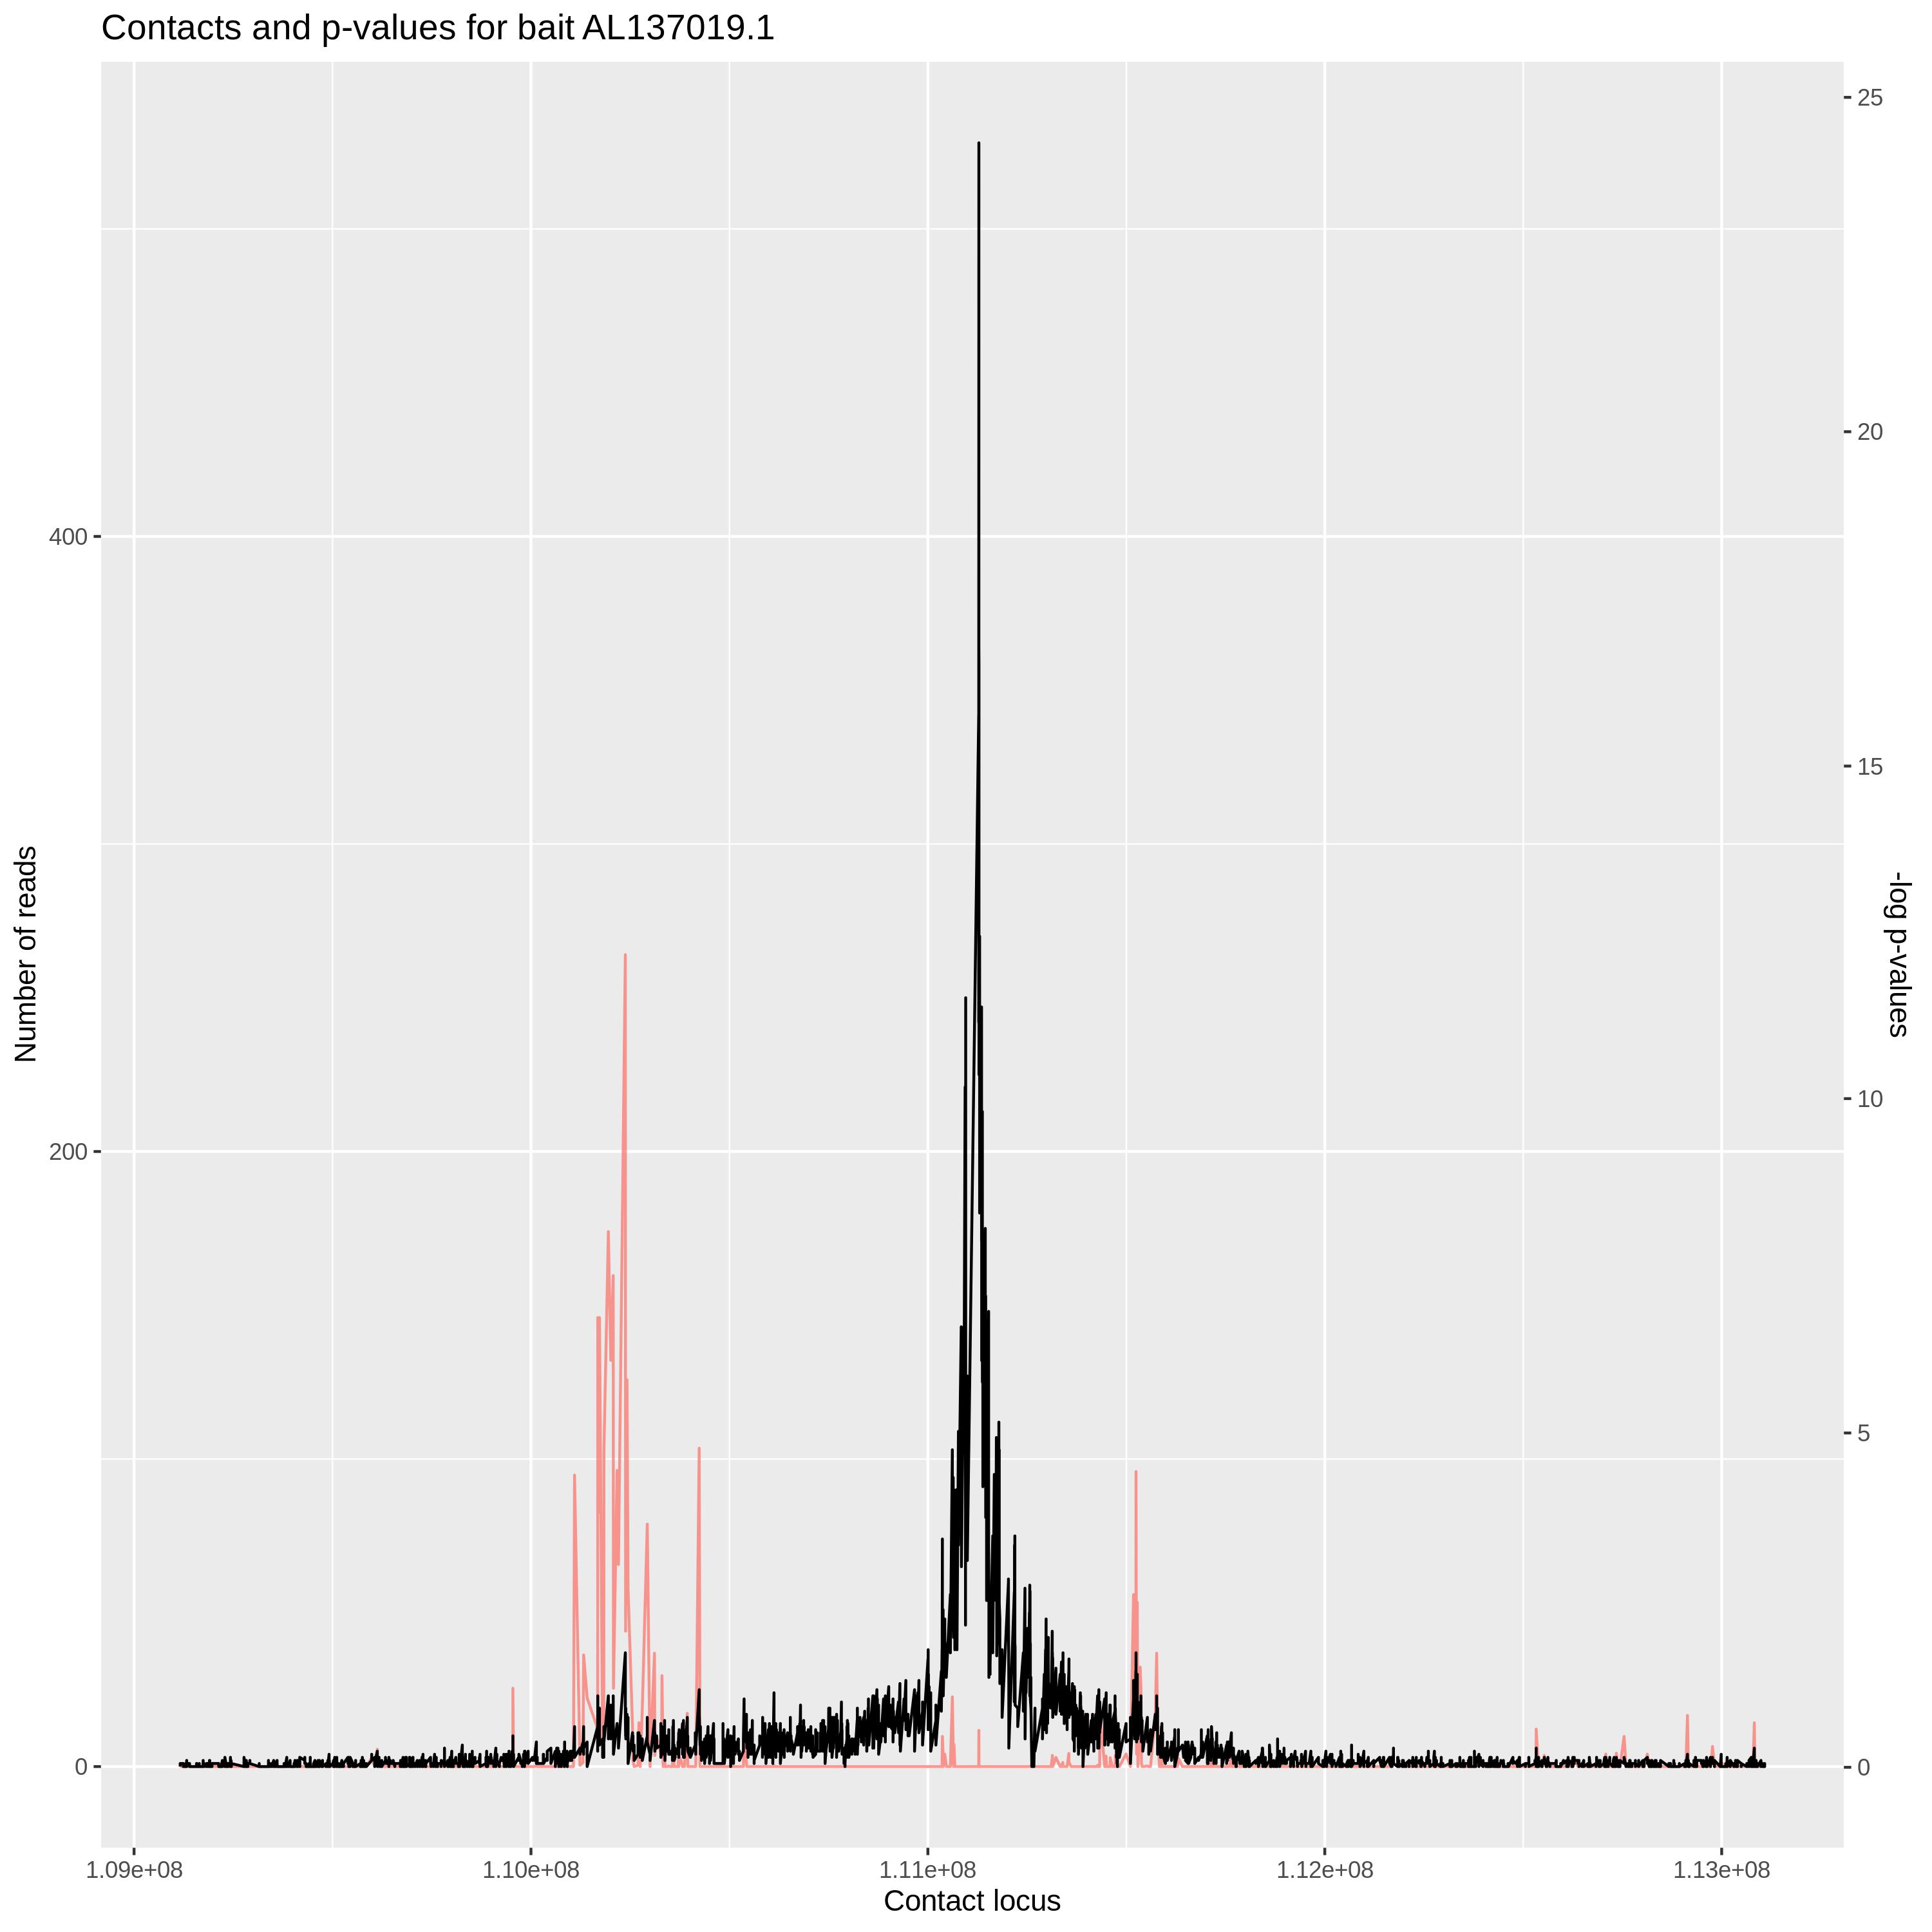 Contacts and p-values for bait AL137019.1
25
20
400
15
Number of reads
-log p-values
10
200
5
0
0
1.09e+08
1.10e+08
1.11e+08
1.12e+08
1.13e+08
Contact locus